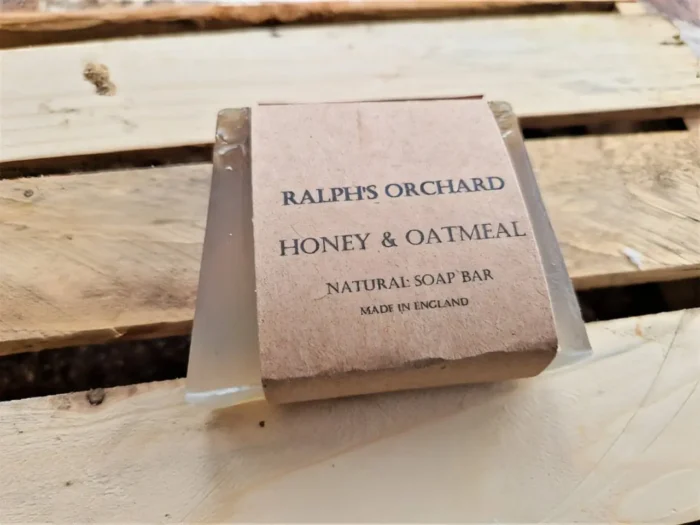 RALPH'S ORCHARD
HONEY & OATMEAL
NATURAL SOAP BAR
MADE IN ENGLAND